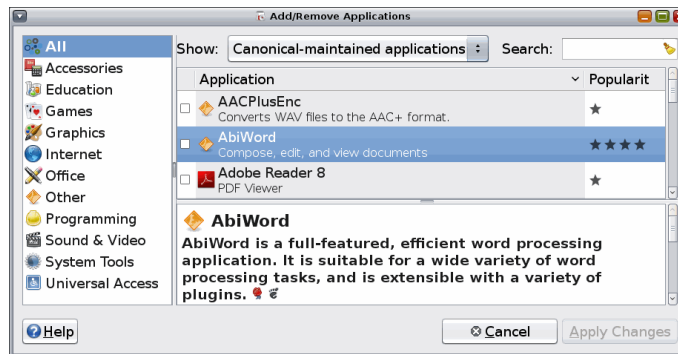 Add/Remove Applications
All
Accessories
Education
Games
Graphics
Internet
Office
Other
Programming
Sound & Video
System Tools
Universal Access
Show: Canonical-maintained applications Search:
Application Popularit
AACPlusEnc
Converts WAV files to the AAC+ format.
AbiWord
Compose, edit, and view documents
Adobe Reader 8
PDF Viewer
AbiWord
AbiWord is a full-featured, efficient word processing
application. It is suitable for a wide variety of word
processing tasks, and is extensible with a variety of
plugins.
Help Cancel Apply Changes